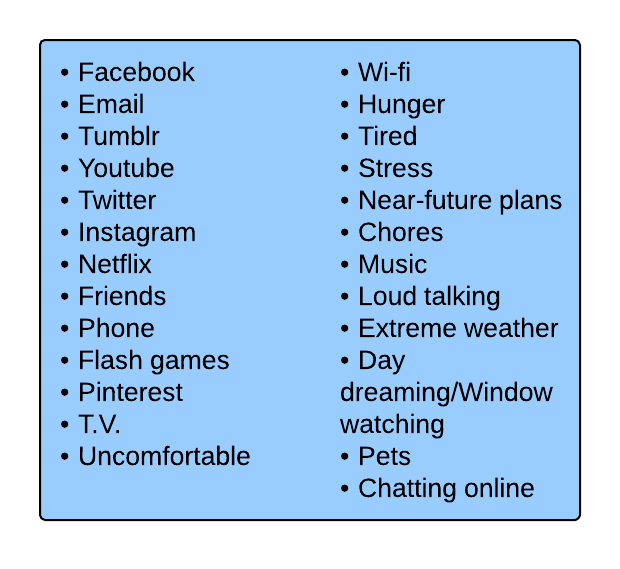 • Facebook
• Email
• Tumblr
• Youtube
• Twitter
• Instagram
• Netflix
• Friends
• Phone
• Flash games
• Pinterest
• T.V.
• Uncomfortable
• Wi-fi
• Hunger
• Tired
• Stress
• Near-future plans
• Chores
• Music
• Loud talking
• Extreme weather
• Day
dreaming/Window
watching
• Pets
• Chatting online